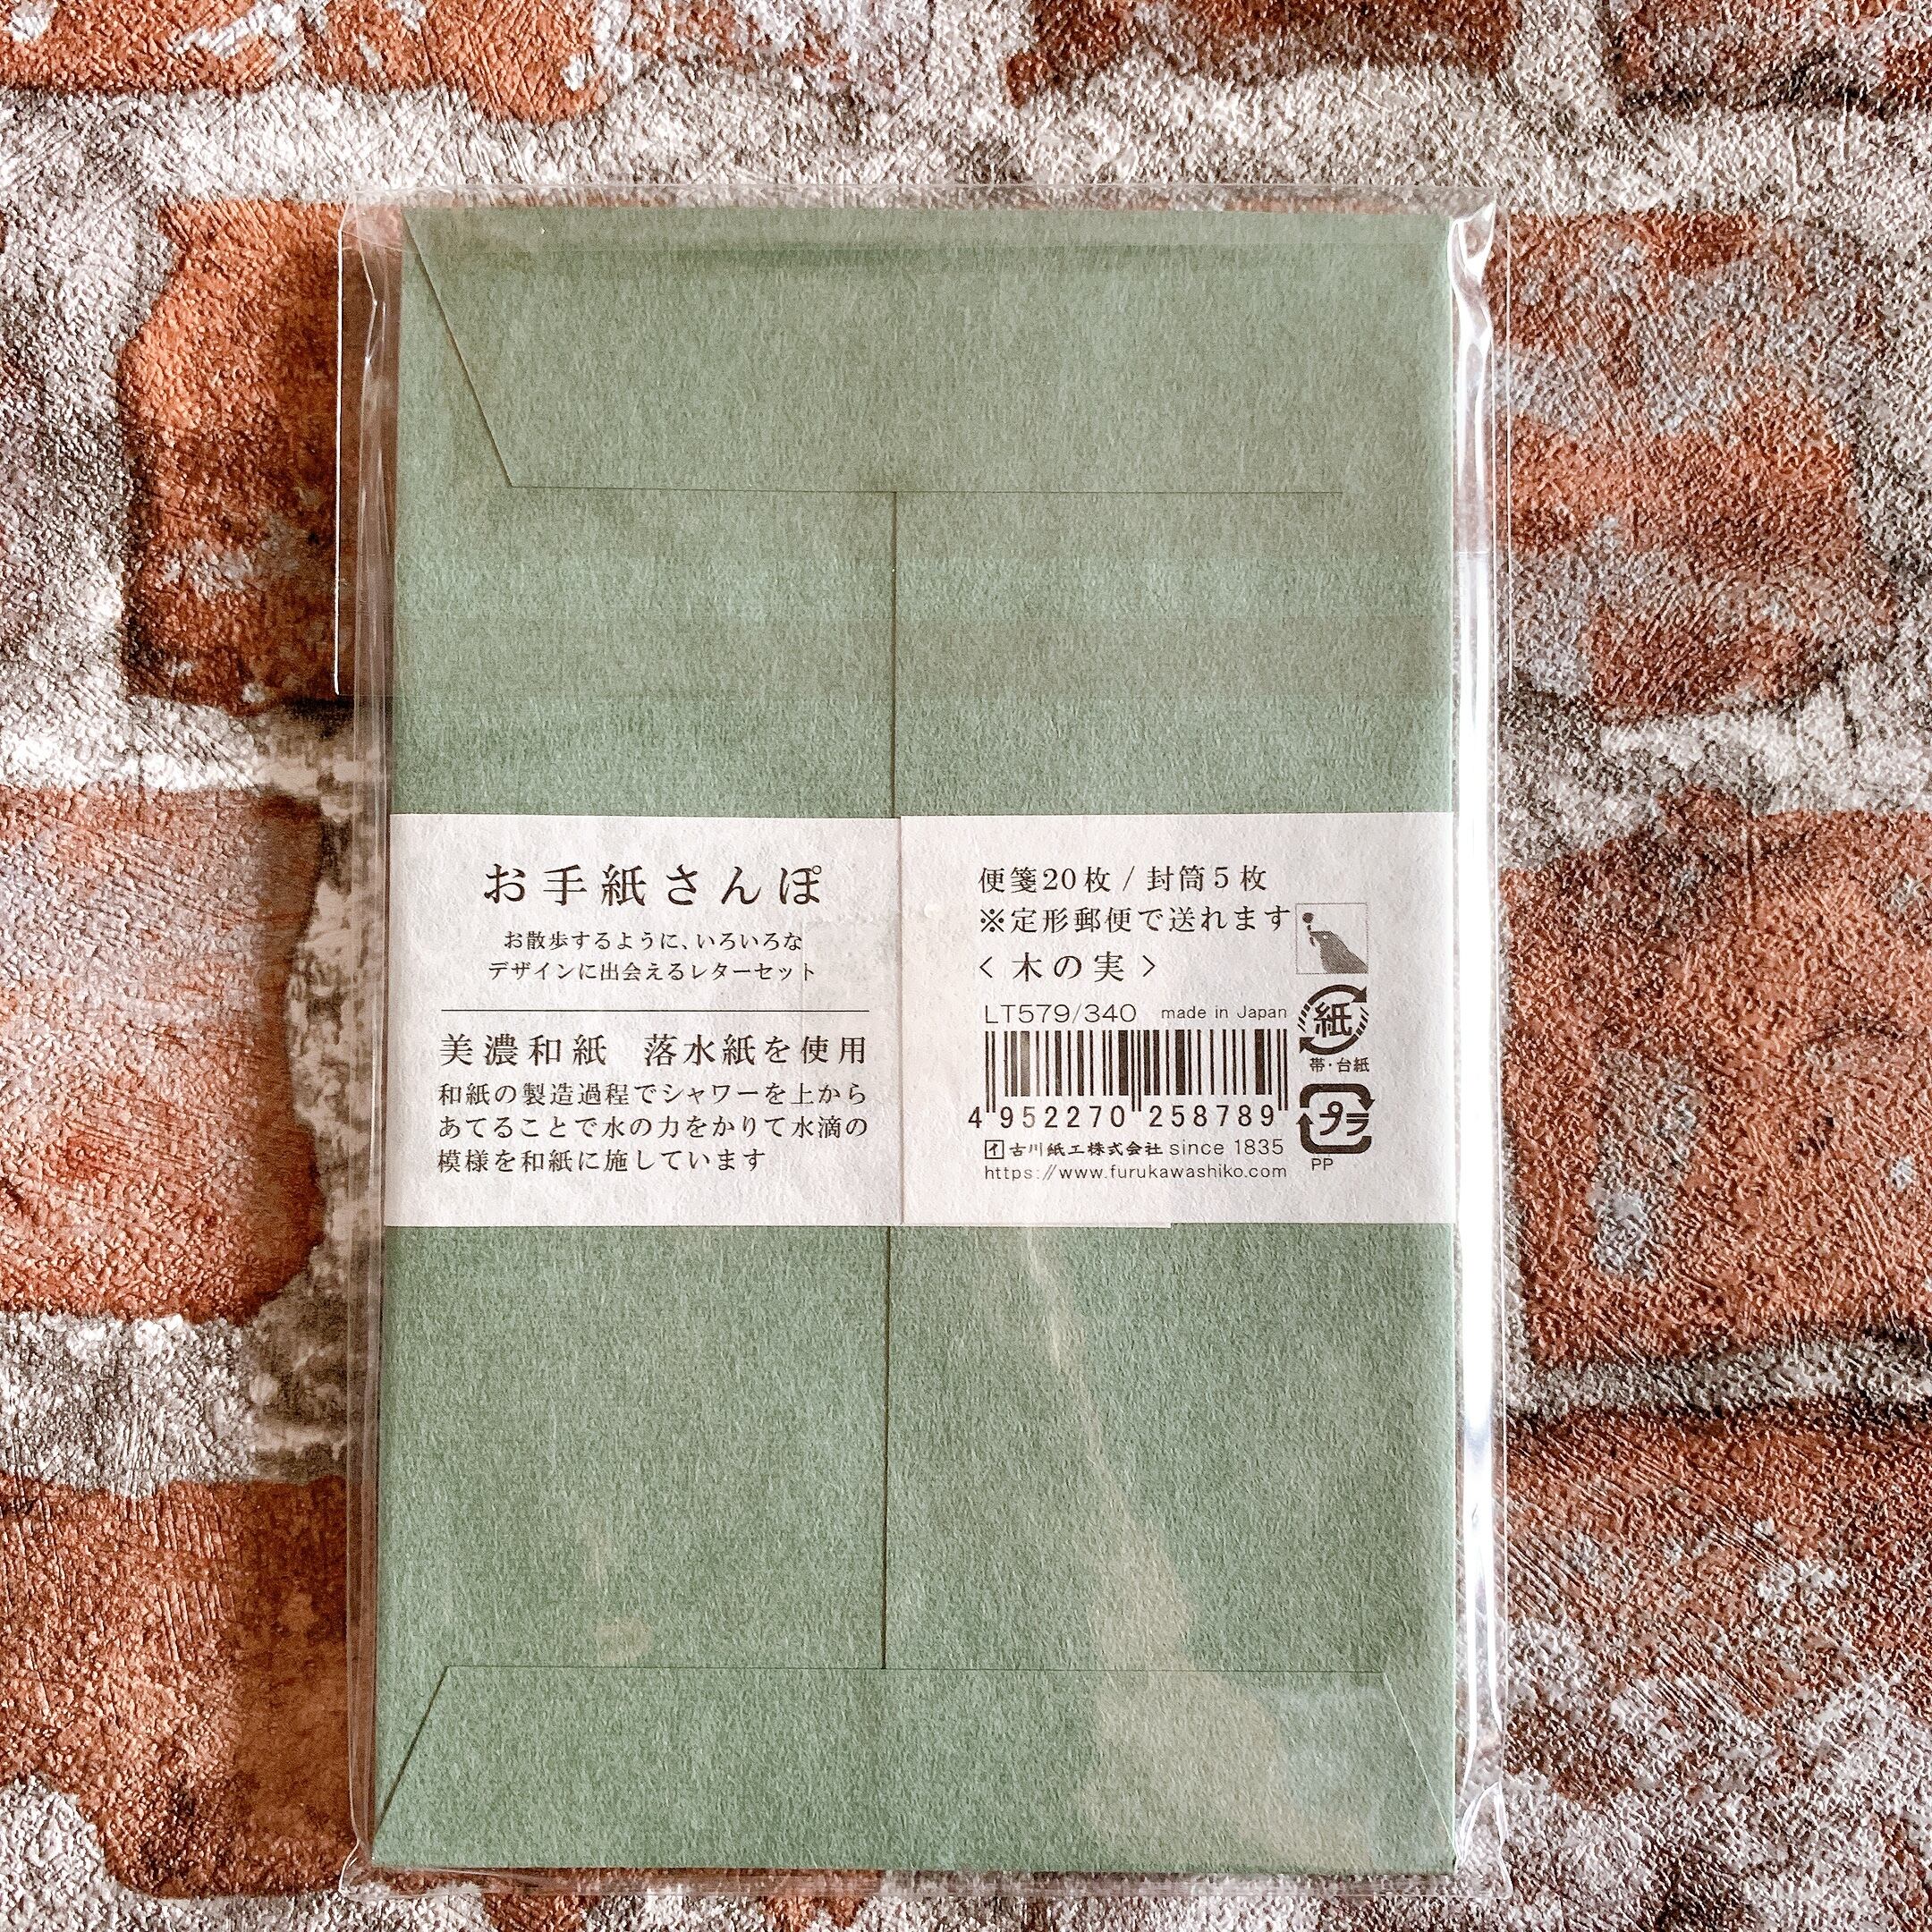 お手紙さんぽ
お散歩するように、いろいろな
デザインに出会えるレターセット
美濃和紙 落水紙を使用
和紙の製造過程でシャワーを上から
あてることで水の力をかりて水滴の
模様を和紙に施しています
便箋20枚 / 封筒5枚
※定形郵便で送れます
< 木の実 >
LT579/340 made in Japan
4 952270 258789
イ 古川紙工株式会社 since 1835
https://www.furukawashiko.com
紙
帯・台紙
プラ
PP